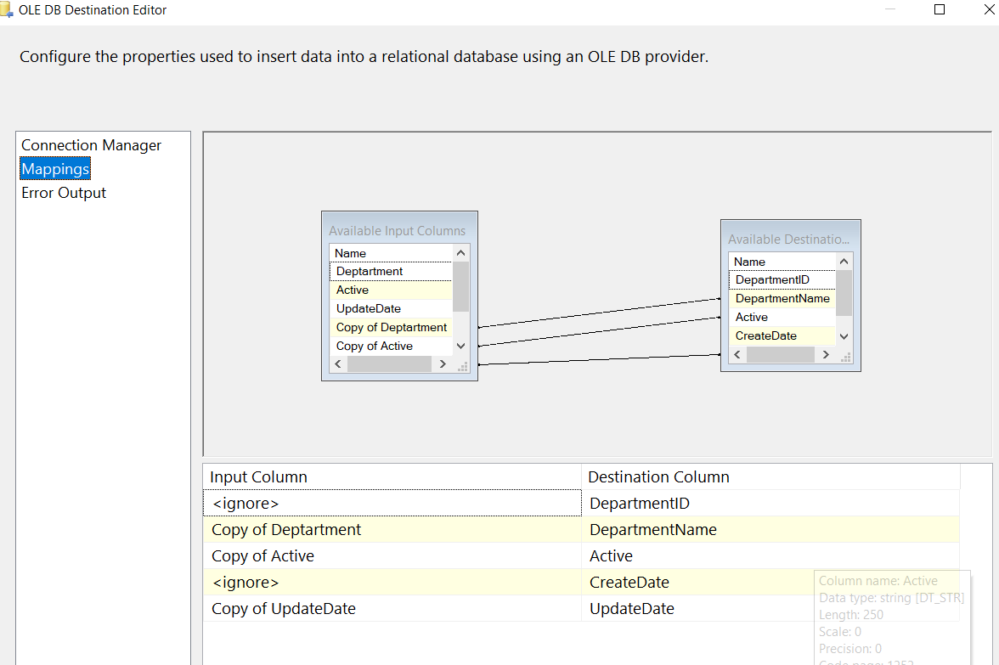 OLE DB Destination Editor
Configure the properties used to insert data into a relational database using an OLE DB provider.
Connection Manager
Mappings
Error Output
Available Input Columns
Name
Deptartment
Active
UpdateDate
Copy of Deptartment
Copy of Active
Available Destinatio...
Name
DepartmentID
DepartmentName
Active
CreateDate
Input Column Destination Column
<ignore> DepartmentID
Copy of Deptartment DepartmentName
Copy of Active Active
<ignore> CreateDate
Copy of UpdateDate UpdateDate
Column name: Active
Data type: string [DT_STR]
Length: 250
Scale: 0
Precision: 0
Code page: 1252